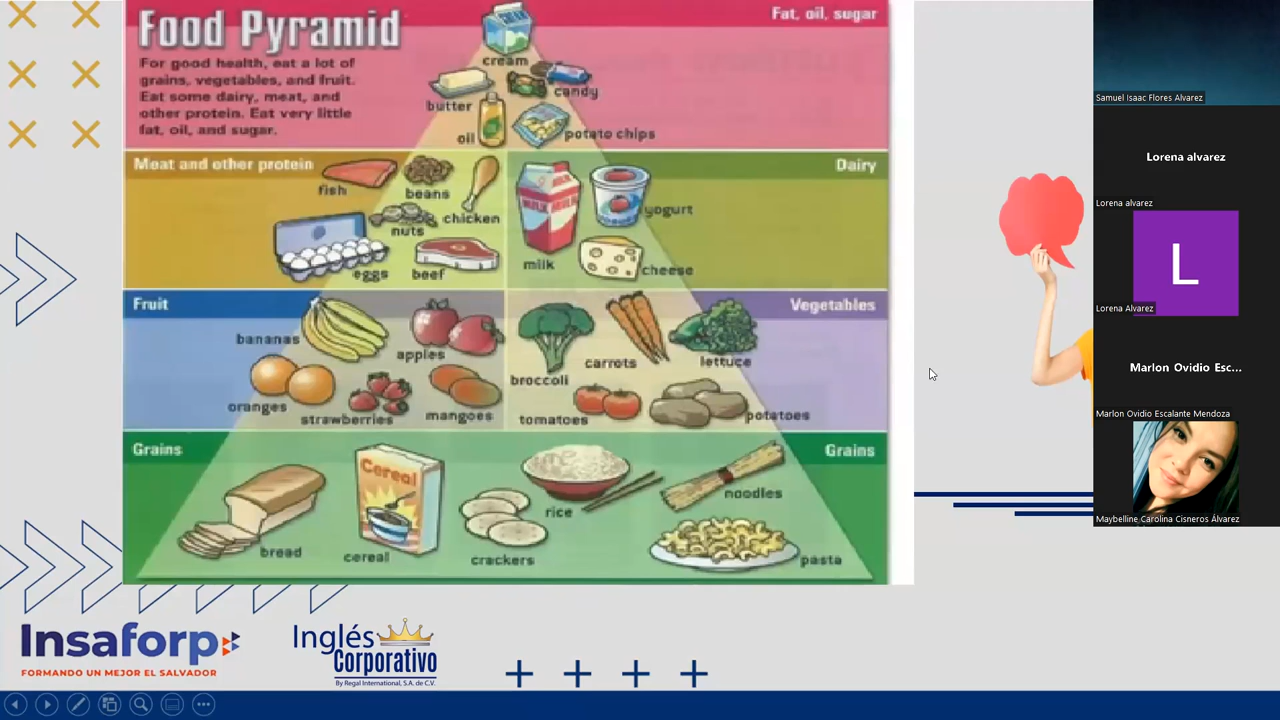 Food Pyramid
For good health, eat a lot of
grains, vegetables, and fruit.
Eat some dairy, meat, and
other protein. Eat very little
fat, oil, and sugar.
Fat, oil, sugar
cream
butter
candy
oil
potato chips
Meat and other protein
fish
beans
chicken
nuts
eggs
beef
Dairy
MILK
yogurt
milk
cheese
Fruit
bananas
apples
oranges
strawberries
mangoes
Vegetables
broccoli
carrots
lettuce
tomatoes
potatoes
Grains
Grains
Cereal
bread
cereal
crackers
rice
noodles
pasta
Insaforp
FORMANDO UN MEJOR EL SALVADOR
Inglés
Corporativo
By Regal International, S.A. de C.V.
Samuel Isaac Flores Alvarez
Lorena alvarez
Lorena alvarez
L
Lorena Alvarez
Marlon Ovidio Esc...
Marlon Ovidio Escalante Mendoza
Maybelline Carolina Cisneros Álvarez